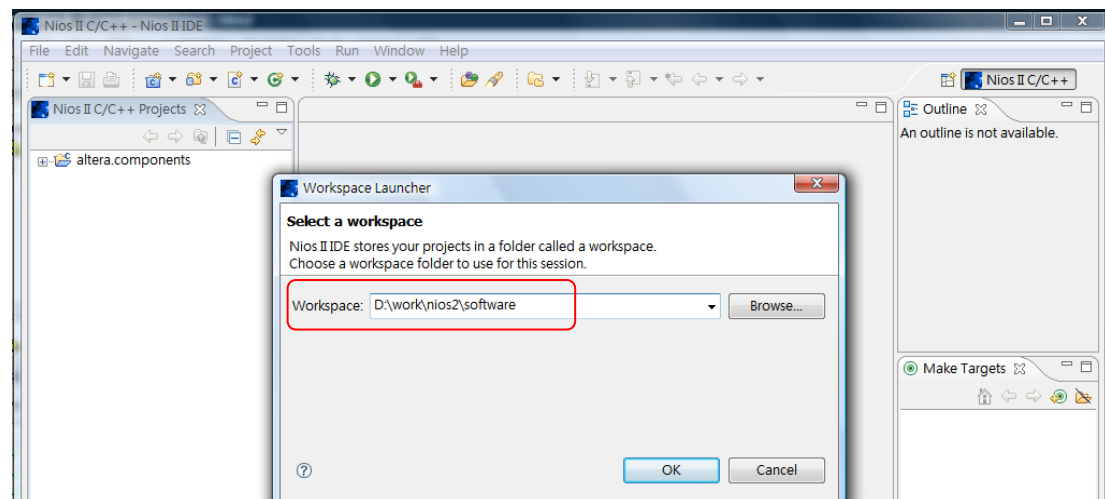 Nios II C/C++ - Nios II IDE
File Edit Navigate Search Project Tools Run Window Help
Nios II C/C++
Nios II C/C++ Projects
Outline
altera.components
An outline is not available.
Workspace Launcher
Select a workspace
Nios II IDE stores your projects in a folder called a workspace.
Choose a workspace folder to use for this session.
Workspace: D:\work\nios2\software Browse...
Make Targets
OK Cancel